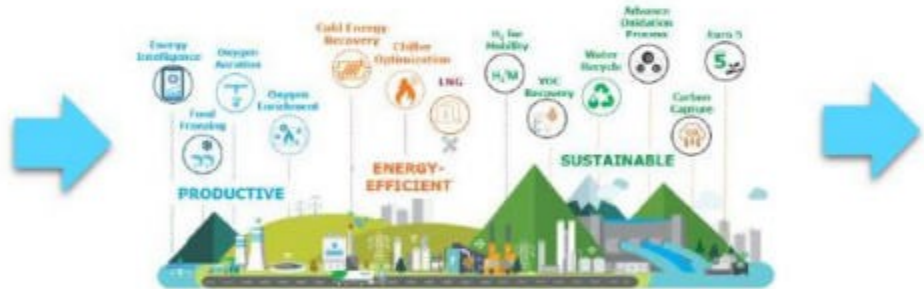 Energy
Intelligence
Oxygen
Aeration
Food
Freezing
Oxygen
Enrichment
PRODUCTIVE
Cold Energy
Recovery
Chiller
Optimization
LNG
ENERGY-
EFFICIENT
H₂ for
Mobility
H₂M
VOC
Recovery
Water
Recycle
Advance
Oxidation
Process
Carbon
Capture
Euro 5
5
SUSTAINABLE